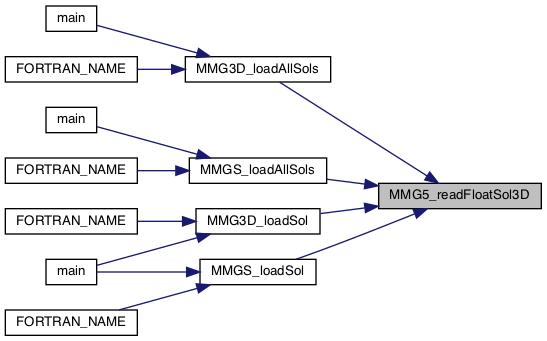 main
FORTRAN_NAME
MMG3D_loadAllSols
main
FORTRAN_NAME
MMGS_loadAllSols
MMG5_readFloatSol3D
FORTRAN_NAME
MMG3D_loadSol
main
MMGS_loadSol
FORTRAN_NAME